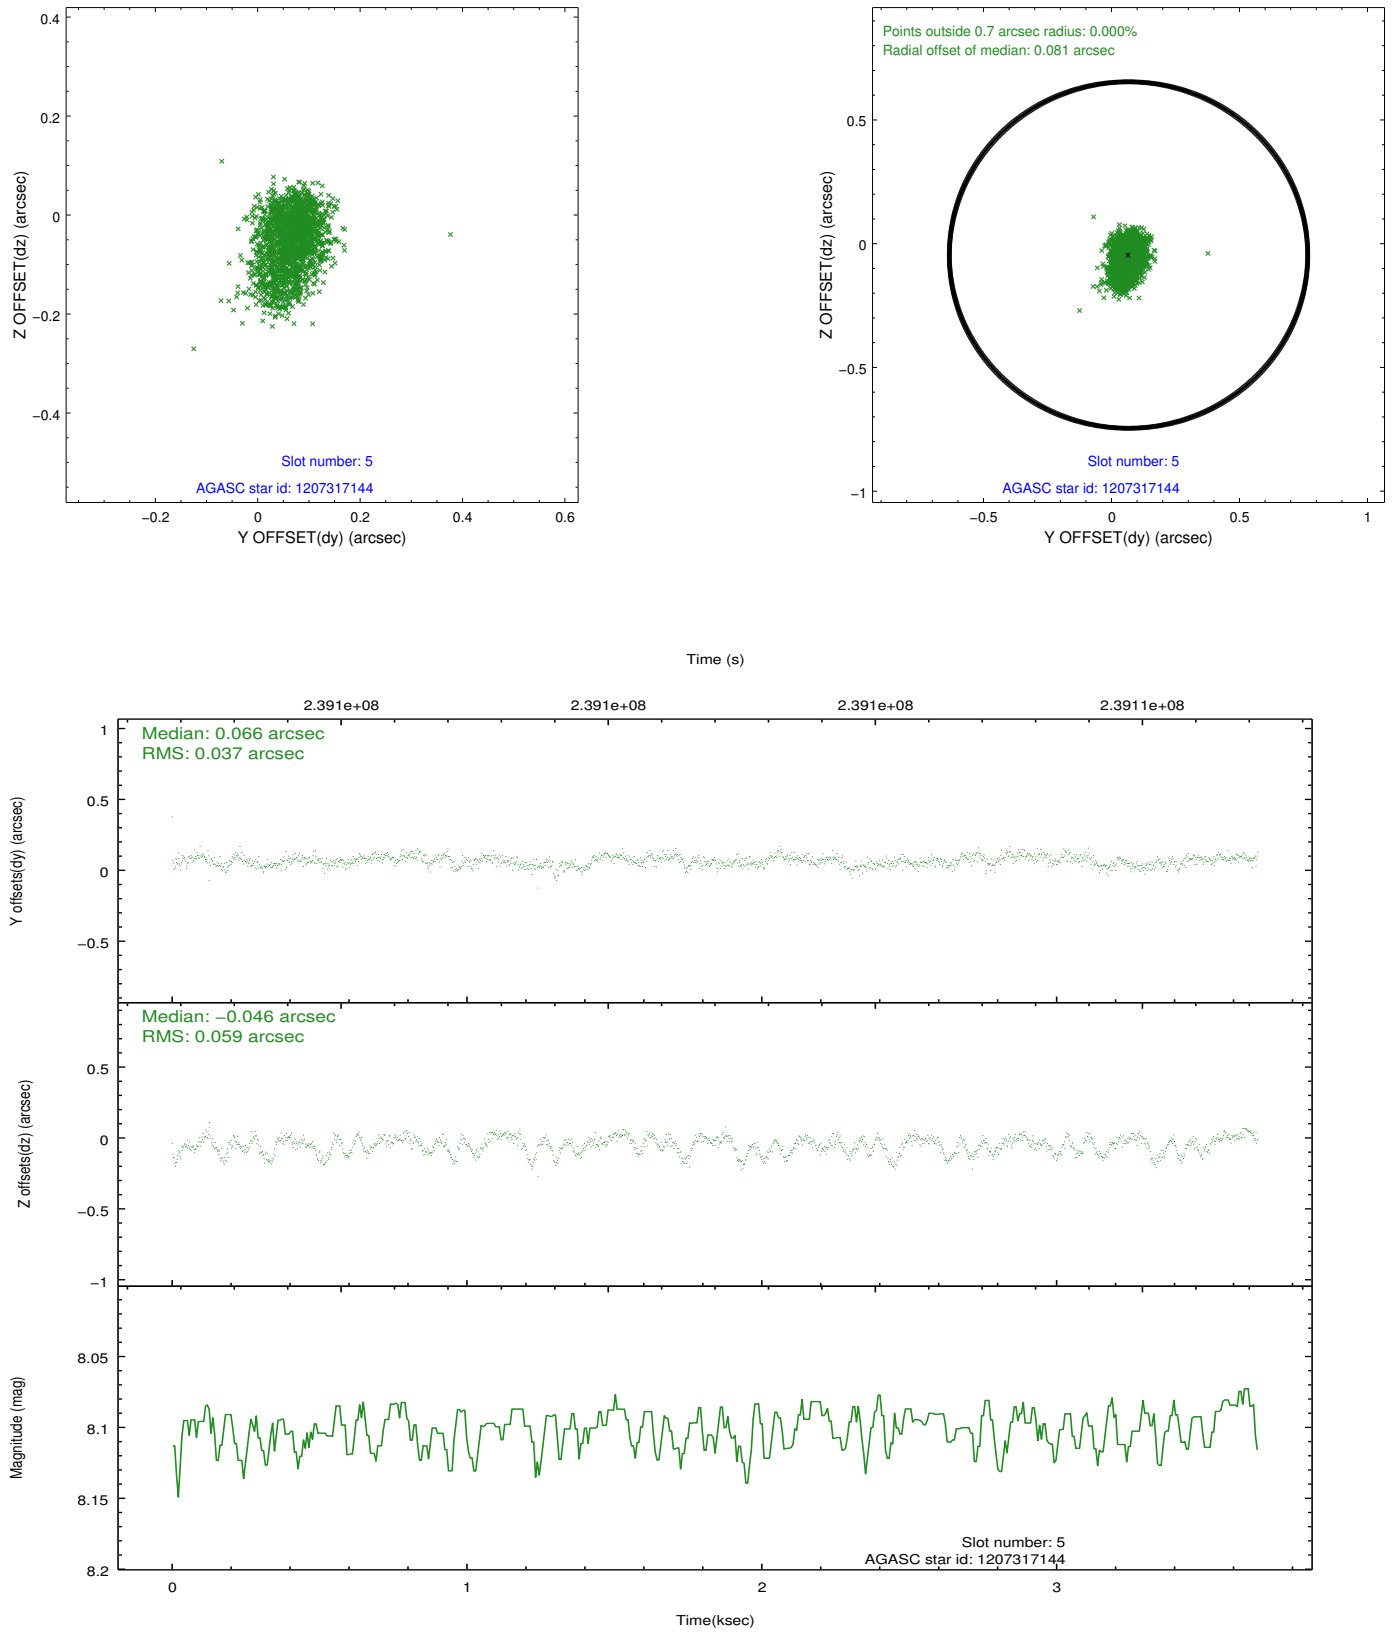 0.4
0.2
0
−0.2
−0.4
Z OFFSET(dz) (arcsec)
Slot number: 5
AGASC star id: 1207317144
−0.2
0
0.2
0.4
0.6
Y OFFSET(dy) (arcsec)
Points outside 0.7 arcsec radius: 0.000%
Radial offset of median: 0.081 arcsec
0.5
0
−0.5
−1
Z OFFSET(dz) (arcsec)
Slot number: 5
AGASC star id: 1207317144
−0.5
0
0.5
1
Y OFFSET(dy) (arcsec)
Time (s)
2.391e+08
2.391e+08
2.391e+08
2.3911e+08
Median: 0.066 arcsec
RMS: 0.037 arcsec
1
0.5
0
−0.5
Y offsets(dy) (arcsec)
Median: −0.046 arcsec
RMS: 0.059 arcsec
0.5
0
−0.5
−1
Z offsets(dz) (arcsec)
8.05
8.1
8.15
8.2
Magnitude (mag)
Slot number: 5
AGASC star id: 1207317144
0
1
2
3
Time(ksec)